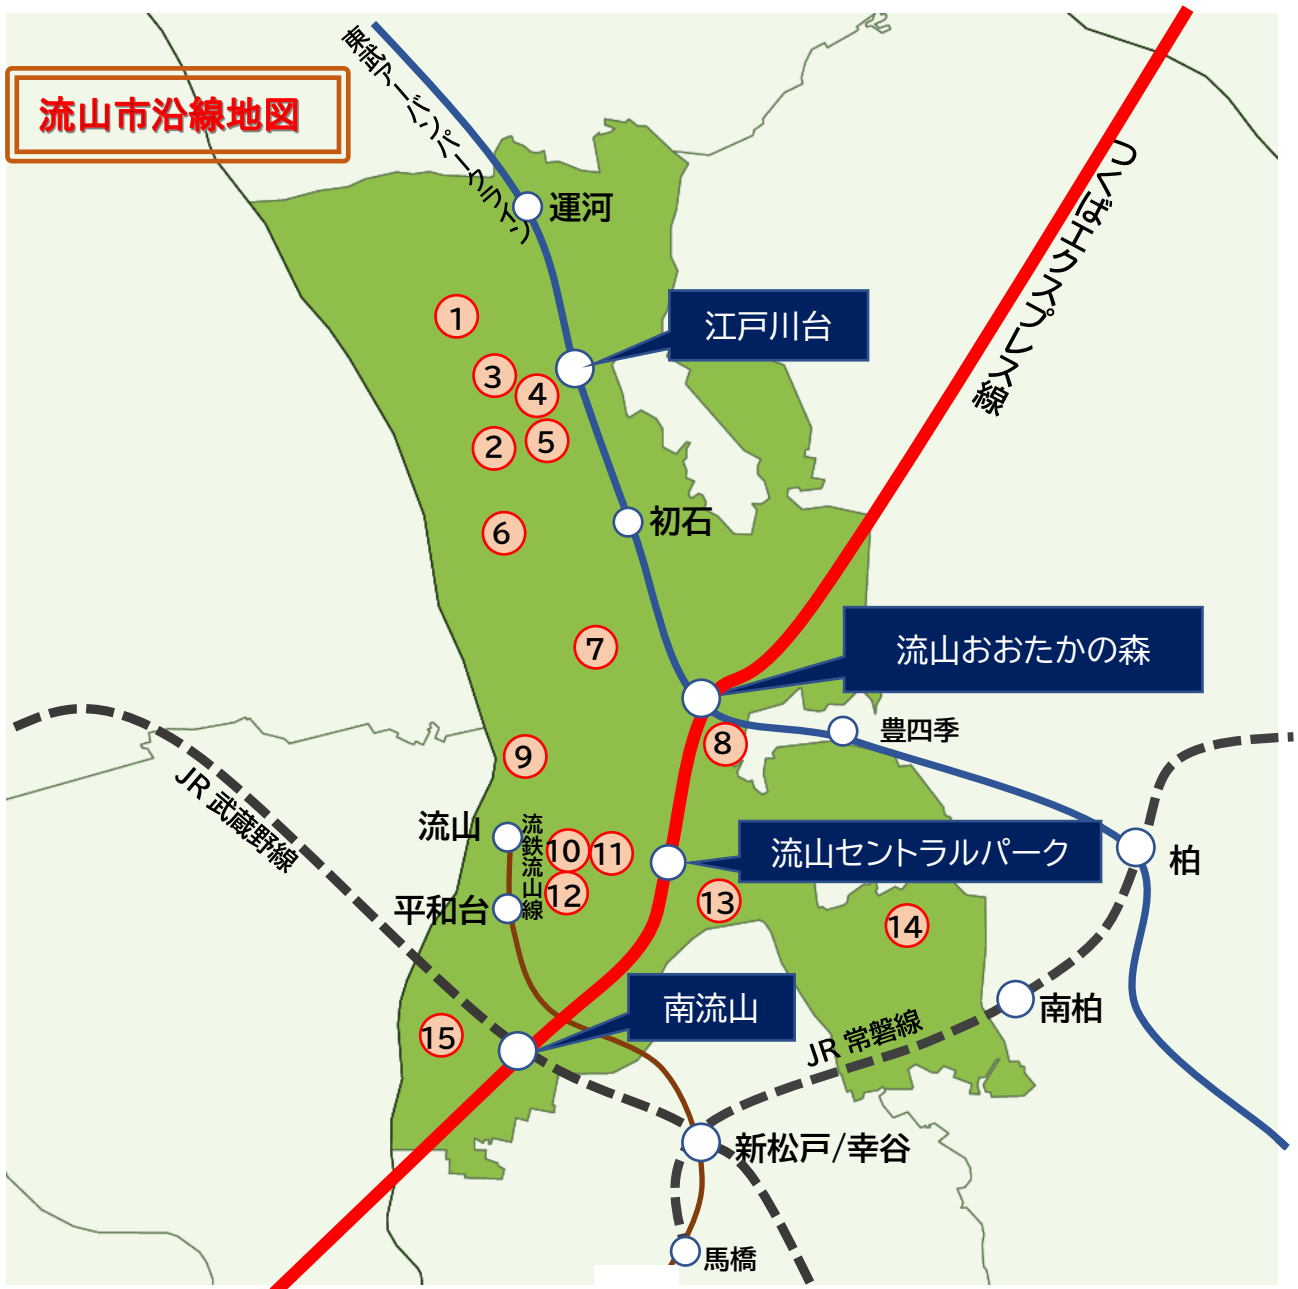 流山市沿線地図
東武アーバンパークライン
運河
つくばエクスプレス線
1
江戸川台
3
4
2
5
初石
6
7
流山おおたかの森
豊四季
8
9
JR 武蔵野線
流山
流鉄流山線
10
11
流山セントラルパーク
柏
平和台
12
13
14
南流山
南柏
15
JR 常磐線
新松戸/幸谷
馬橋